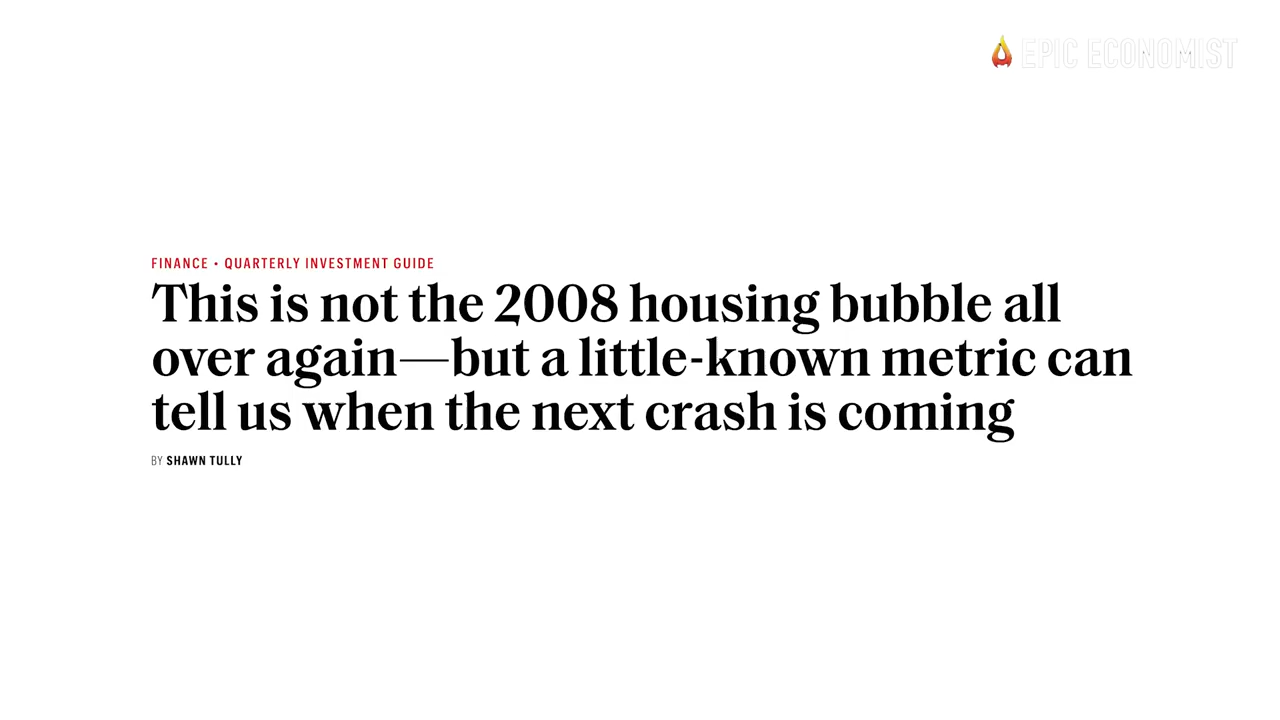 EPIC ECONOMIST
FINANCE • QUARTERLY INVESTMENT GUIDE
This is not the 2008 housing bubble all
over again—but a little-known metric can
tell us when the next crash is coming
BY SHAWN TULLY